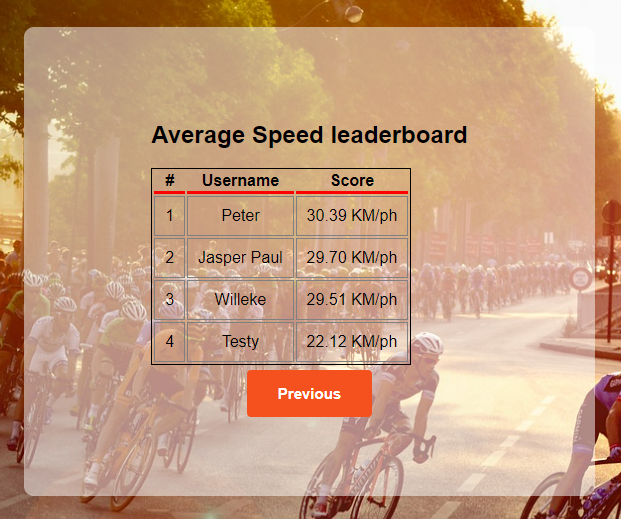 Average Speed leaderboard
# Username Score
1 Peter 30.39 KM/ph
2 Jasper Paul 29.70 KM/ph
3 Willeke 29.51 KM/ph
4 Testy 22.12 KM/ph
Previous